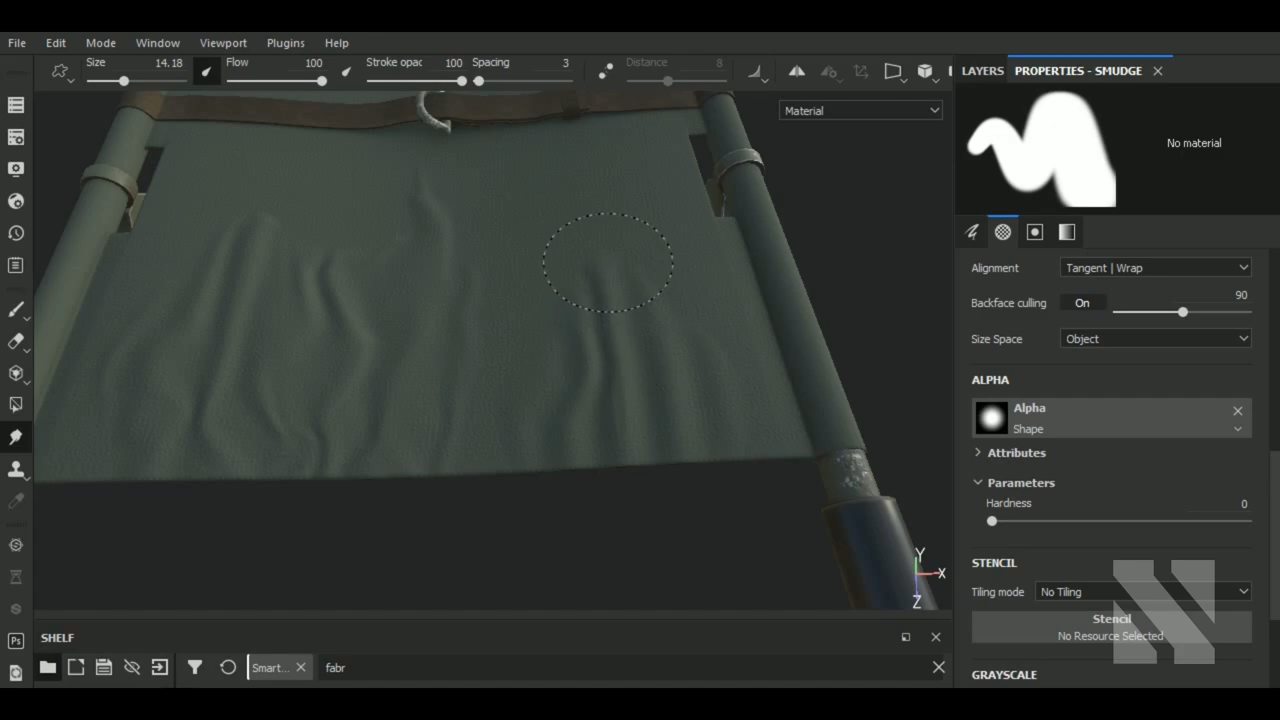 File Edit Mode Window Viewport Plugins Help
Size 14.18 Flow 100 Stroke opac 100 Spacing 3 Distance 8
LAYERS PROPERTIES - SMUDGE
Material
No material
Alignment Tangent | Wrap
Backface culling On 90
Size Space Object
ALPHA
Alpha
Shape
Attributes
Parameters
Hardness 0
STENCIL
Tiling mode No Tiling
Stencil
No Resource Selected
GRAYSCALE
Y
X
Z
SHELF
Ps
Smart... fabr